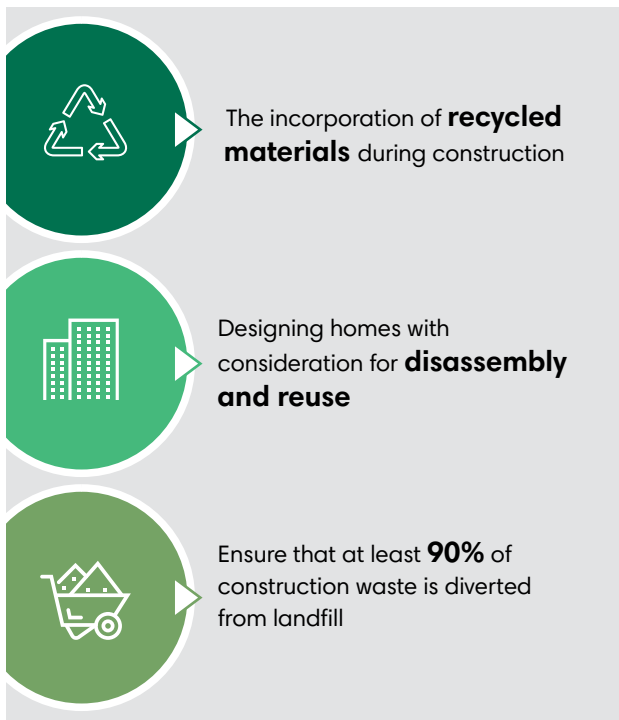 The incorporation of recycled
materials during construction
Designing homes with
consideration for disassembly
and reuse
Ensure that at least 90% of
construction waste is diverted
from landfill